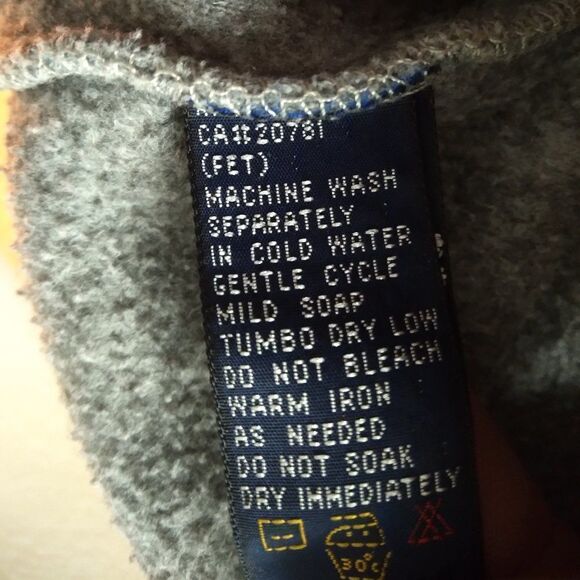 CA#20781
(FET)
MACHINE WASH
SEPARATELY
IN COLD WATER
GENTLE CYCLE
MILD SOAP
TUMBO DRY LOW
DO NOT BLEACH
WARM IRON
AS NEEDED
DO NOT SOAK
DRY IMMEDIATELY
30°C